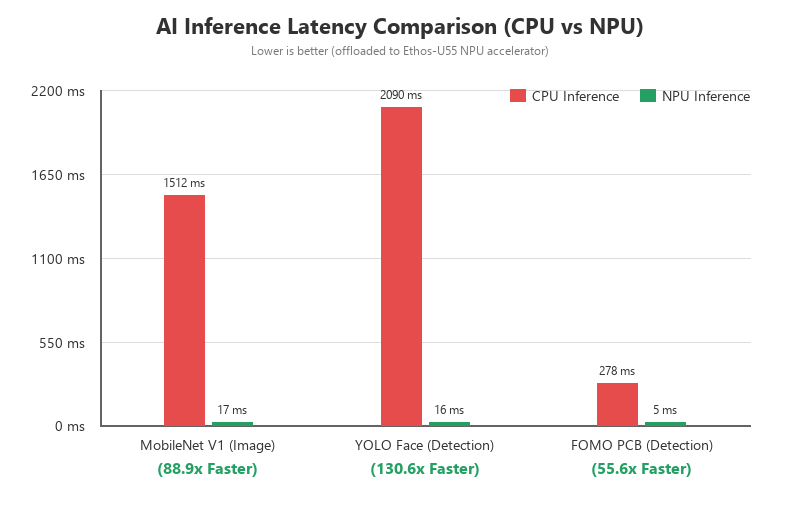 AI Inference Latency Comparison (CPU vs NPU)
Lower is better (offloaded to Ethos-U55 NPU accelerator)
CPU Inference
NPU Inference
2200 ms
1650 ms
1100 ms
550 ms
0 ms
1512 ms
17 ms
2090 ms
16 ms
278 ms
5 ms
MobileNet V1 (Image)
(88.9x Faster)
YOLO Face (Detection)
(130.6x Faster)
FOMO PCB (Detection)
(55.6x Faster)